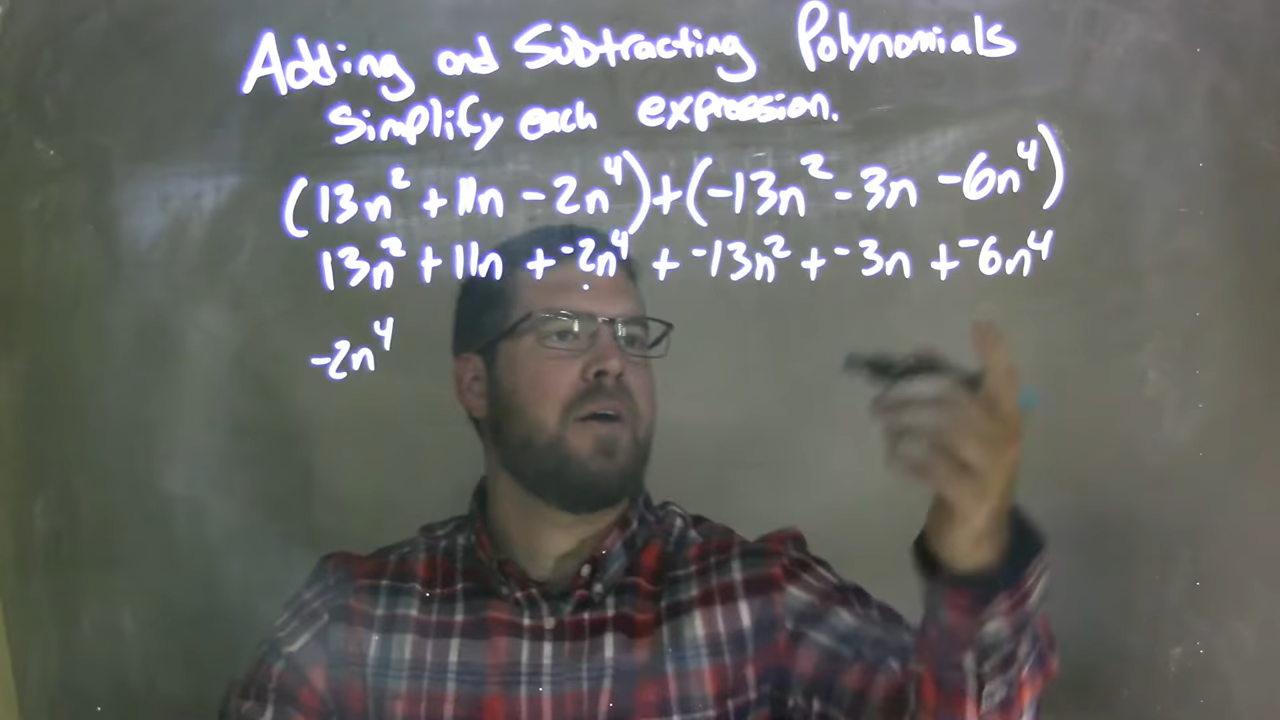 Adding and Subtracting Polynomials
Simplify each expression.
(13n² + 11n - 2n⁴) + (-13n² - 3n - 6n⁴)
13n² + 11n + ⁻2n⁴ + ⁻13n² + ⁻3n + ⁻6n⁴
-2n⁴